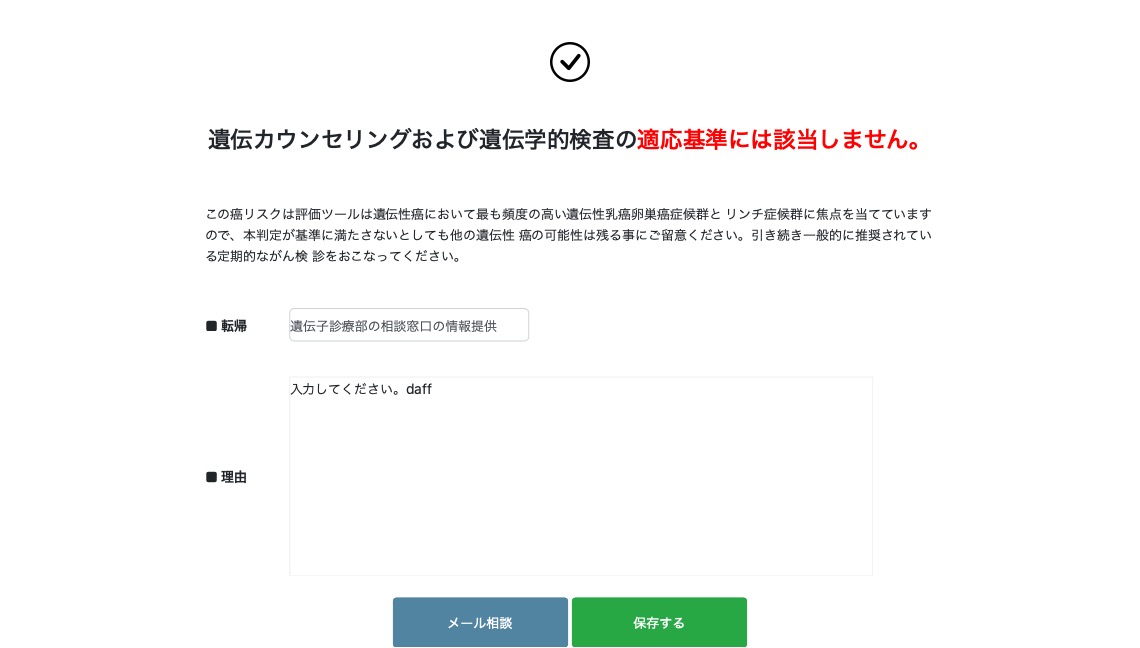 遺伝カウンセリングおよび遺伝学的検査の適応基準には該当しません。
この癌リスクは評価ツールは遺伝性癌において最も頻度の高い遺伝性乳癌卵巣癌症候群と リンチ症候群に焦点を当てています
ので、本判定が基準に満たさないとしても他の遺伝性 癌の可能性は残る事にご留意ください。引き続き一般的に推奨されてい
る定期的ながん検 診をおこなってください。
■ 転帰 遺伝子診療部の相談窓口の情報提供
入力してください。daff
■ 理由
メール相談 保存する